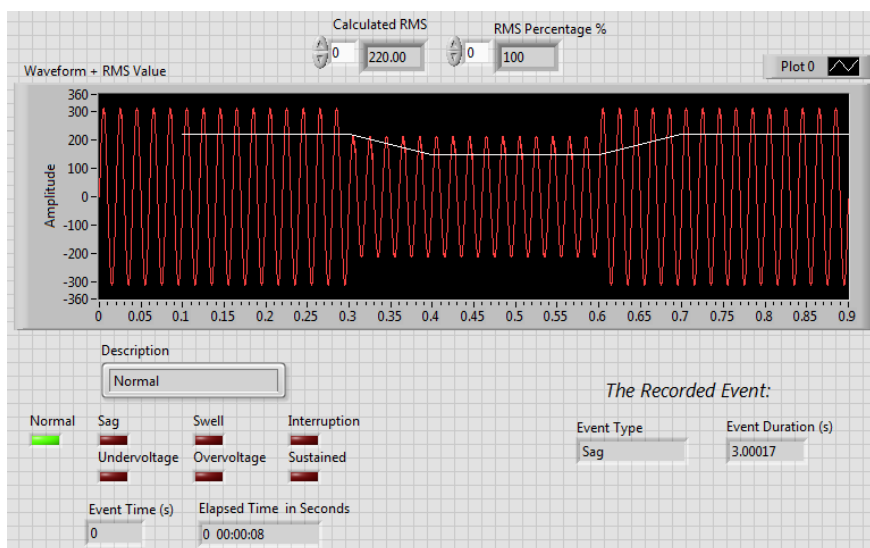 Calculated RMS
RMS Percentage %
0
220.00
0
100
Waveform + RMS Value
Plot 0
Amplitude
360
300
200
100
0
-100
-200
-300
-360
0 0.05 0.1 0.15 0.2 0.25 0.3 0.35 0.4 0.45 0.5 0.55 0.6 0.65 0.7 0.75 0.8 0.85 0.9
Description
Normal
The Recorded Event:
Normal Sag Swell Interruption
Event Type Event Duration (s)
Sag 3.00017
Undervoltage Overvoltage Sustained
Event Time (s) Elapsed Time in Seconds
0 0 00:00:08